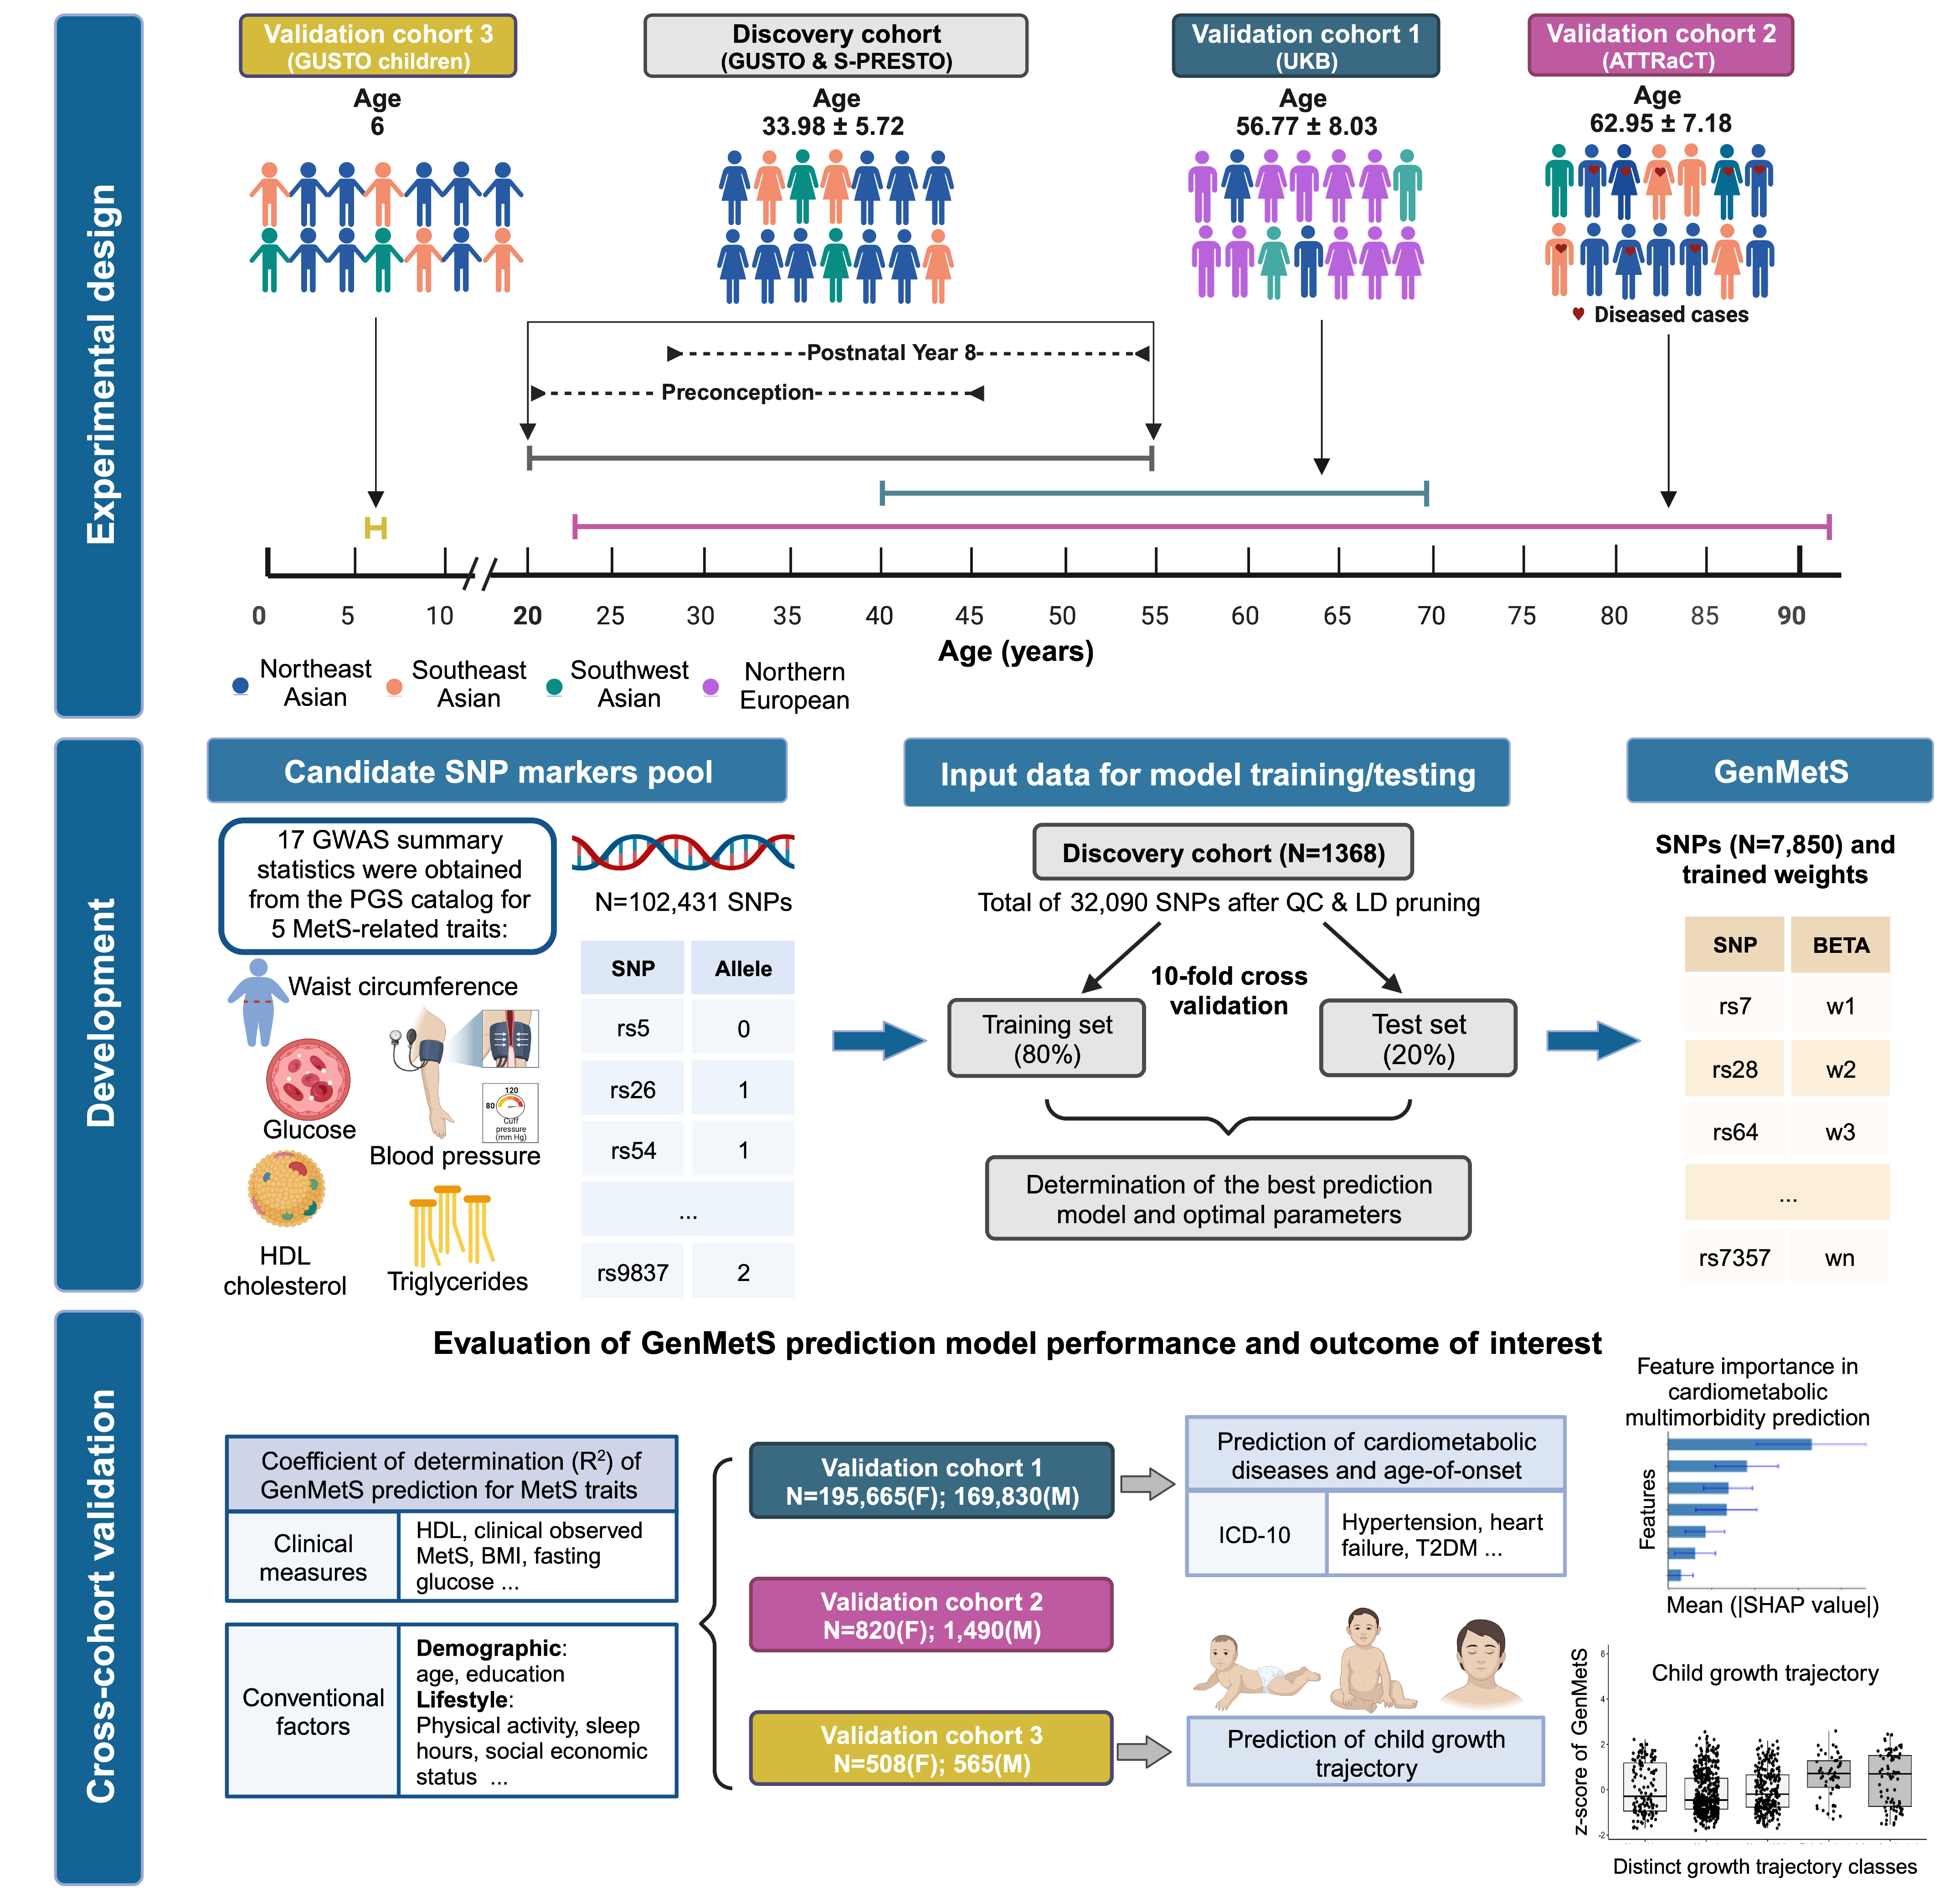 Experimental design
Validation cohort 3
(GUSTO children)
Age
6
Discovery cohort
(GUSTO & S-PRESTO)
Age
33.98 ± 5.72
Validation cohort 1
(UKB)
Age
56.77 ± 8.03
Validation cohort 2
(ATTRaCT)
Age
62.95 ± 7.18
Diseased cases
Postnatal Year 8
Preconception
0 5 10 20 25 30 35 40 45 50 55 60 65 70 75 80 85 90
Age (years)
Northeast
Asian
Southeast
Asian
Southwest
Asian
Northern
European
Development
Candidate SNP markers pool
17 GWAS summary
statistics were obtained
from the PGS catalog for
5 MetS-related traits:
Waist circumference
Glucose
120
80
Cuff
pressure
(mm Hg)
Blood pressure
HDL
cholesterol
Triglycerides
N=102,431 SNPs
SNP Allele
rs5 0
rs26 1
rs54 1
...
rs9837 2
Input data for model training/testing
Discovery cohort (N=1368)
Total of 32,090 SNPs after QC & LD pruning
10-fold cross
validation
Training set
(80%)
Test set
(20%)
Determination of the best prediction
model and optimal parameters
GenMetS
SNPs (N=7,850) and
trained weights
SNP BETA
rs7 w1
rs28 w2
rs64 w3
...
rs7357 wn
Cross-cohort validation
Evaluation of GenMetS prediction model performance and outcome of interest
Coefficient of determination (R²) of
GenMetS prediction for MetS traits
Clinical
measures
HDL, clinical observed
MetS, BMI, fasting
glucose ...
Conventional
factors
Demographic:
age, education
Lifestyle:
Physical activity, sleep
hours, social economic
status ...
Validation cohort 1
N=195,665(F); 169,830(M)
Validation cohort 2
N=820(F); 1,490(M)
Validation cohort 3
N=508(F); 565(M)
Prediction of cardiometabolic
diseases and age-of-onset
ICD-10
Hypertension, heart
failure, T2DM ...
Prediction of child growth
trajectory
Feature importance in
cardiometabolic
multimorbidity prediction
Features
Mean (|SHAP value|)
Child growth trajectory
z-score of GenMetS
6
4
2
0
-2
Distinct growth trajectory classes